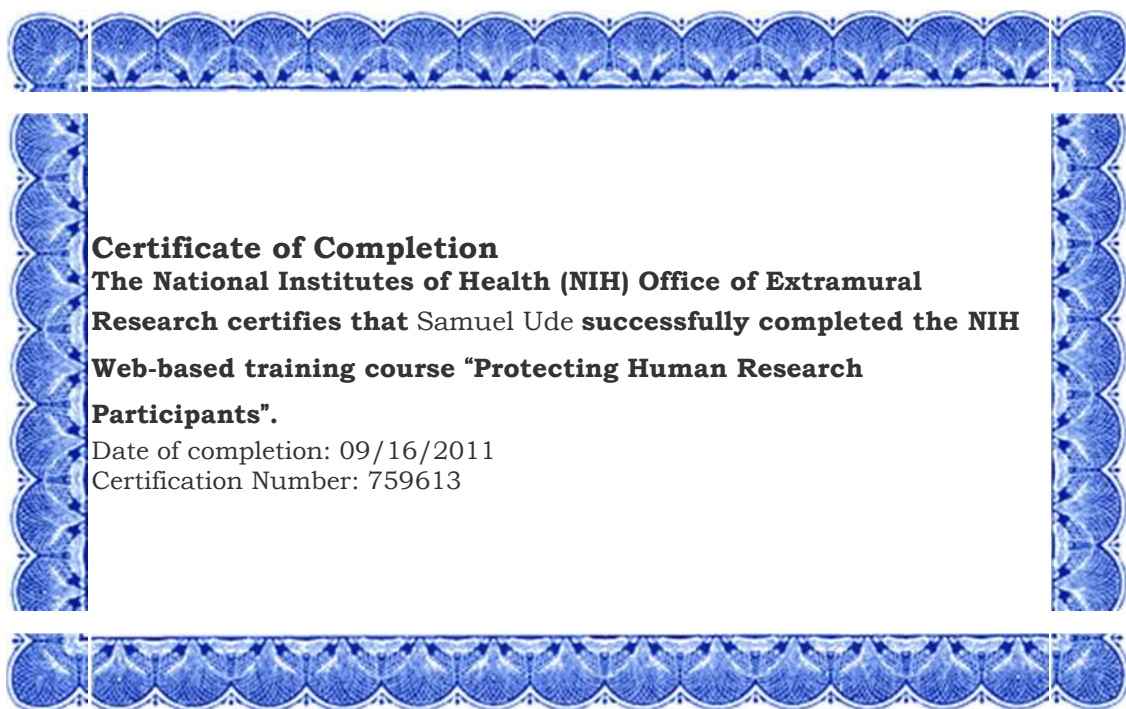 Certificate of Completion
The National Institutes of Health (NIH) Office of Extramural
Research certifies that Samuel Ude successfully completed the NIH
Web-based training course “Protecting Human Research
Participants”.
Date of completion: 09/16/2011
Certification Number: 759613